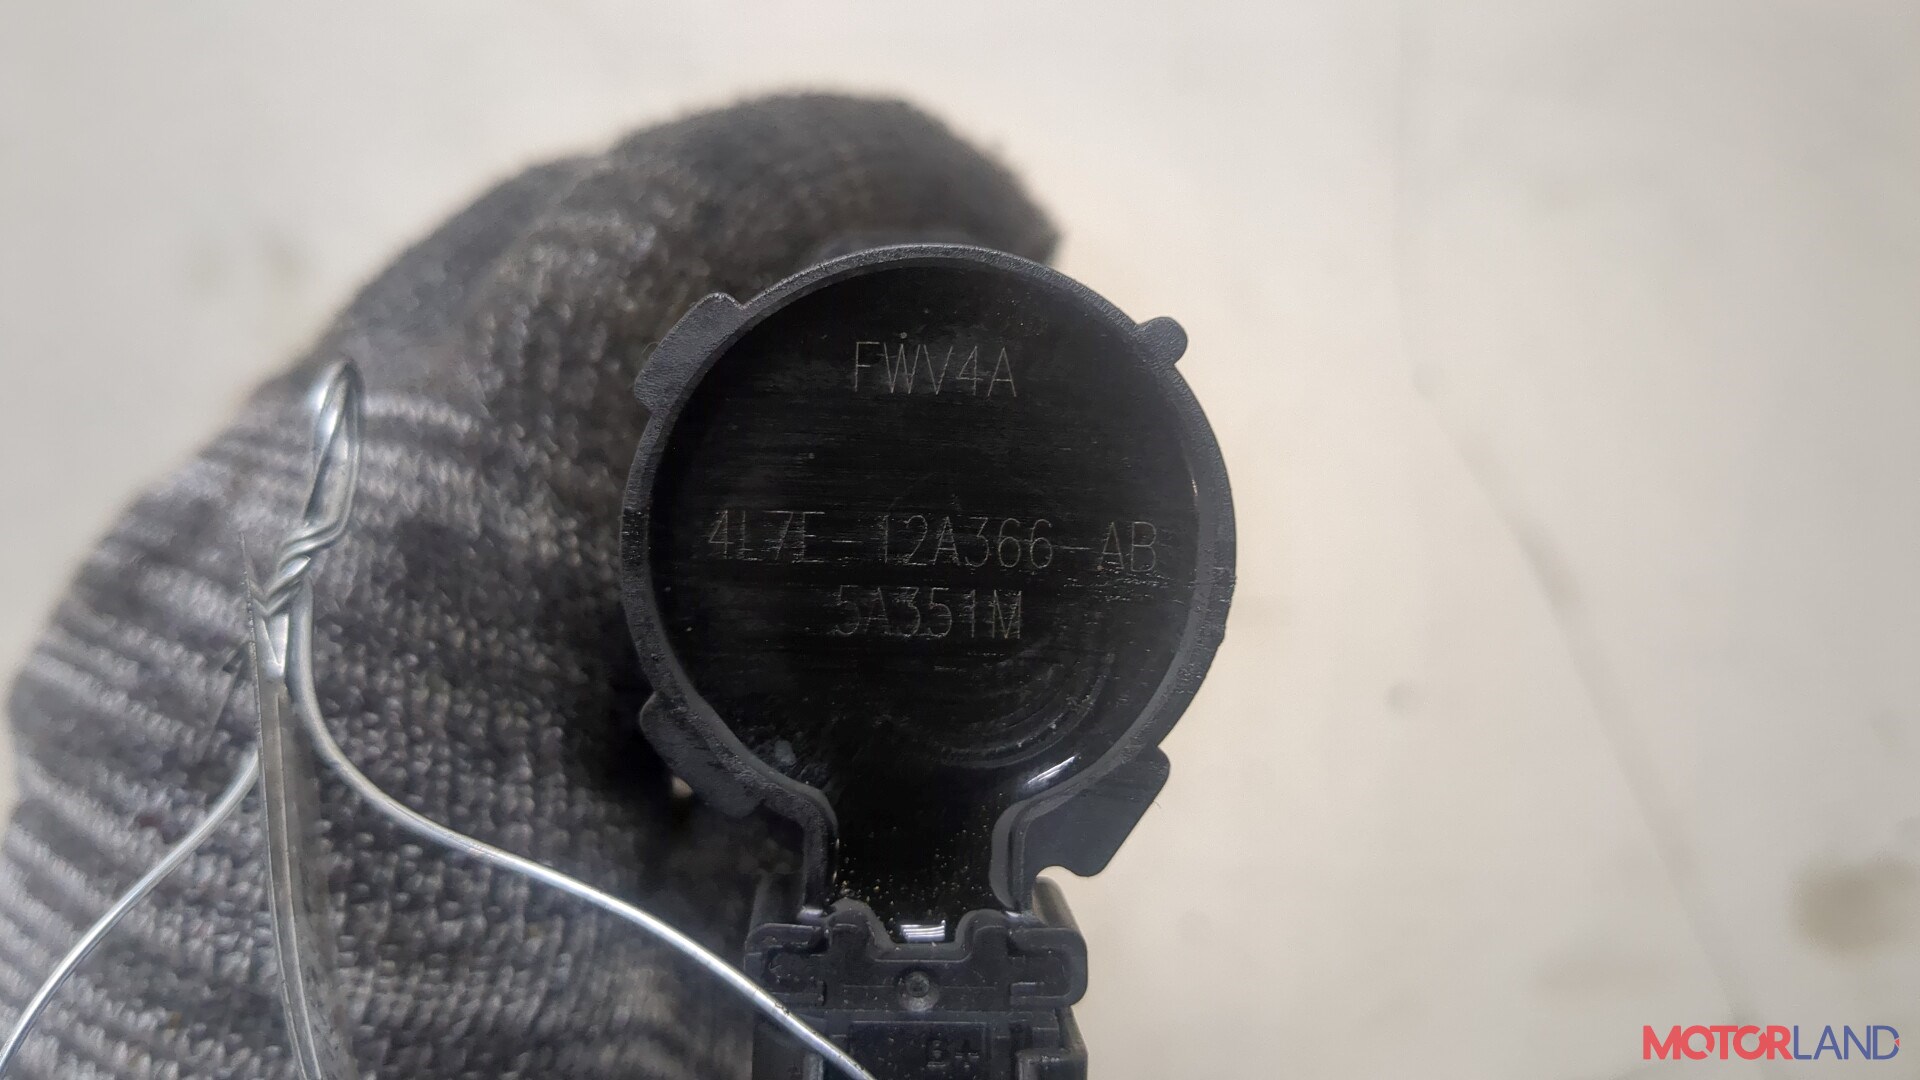 FWV4A
4L7E-12A366-AB
5A351M
B+
MOTORLAND